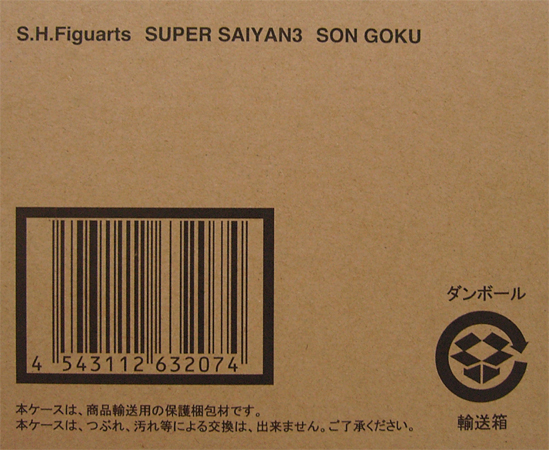 S.H.Figuarts SUPER SAIYAN3 SON GOKU
4 543112 632074
ダンボール
輸送箱
本ケースは、商品輸送用の保護梱包材です。
本ケースは、つぶれ、汚れ等による交換は、出来ません。ご了承ください。